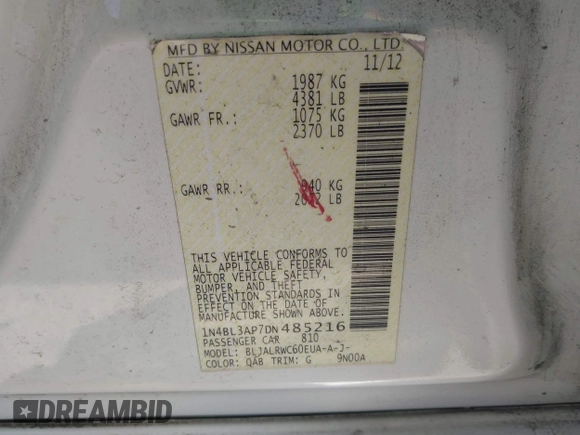 MFD BY NISSAN MOTOR CO., LTD.
DATE: 11/12
GVWR: 1987 KG
4381 LB
GAWR FR.: 1075 KG
2370 LB
GAWR RR.: 940 KG
LB
THIS VEHICLE CONFORMS TO
ALL APPLICABLE FEDERAL
MOTOR VEHICLE SAFETY,
BUMPER, AND THEFT
PREVENTION STANDARDS IN
EFFECT ON THE DATE OF
MANUFACTURE SHOWN ABOVE.
1N4BL3AP7DN485216
PASSENGER CAR 810
MODEL: BLJALRWC60EUA-A-J-
COLOR: QAB TRIM: G 9N00A
DREAMBID